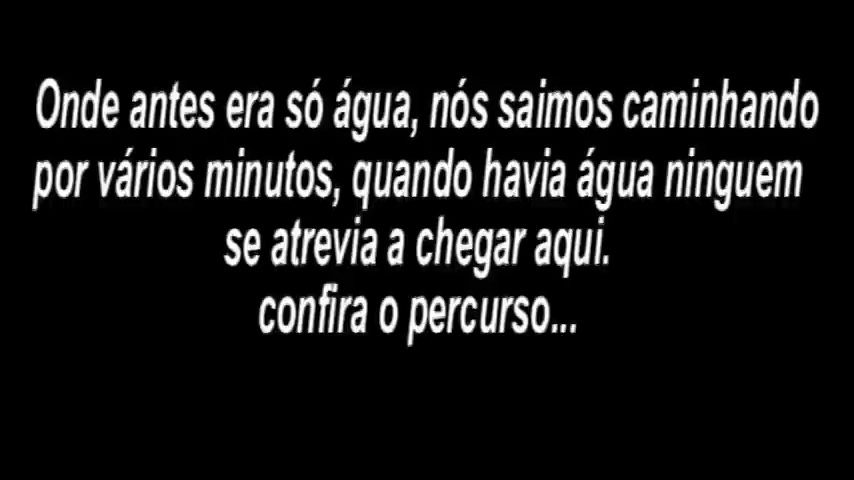 Onde antes era só água, nós saimos caminhando
por vários minutos, quando havia água ninguem
se atrevia a chegar aqui.
confira o percurso...